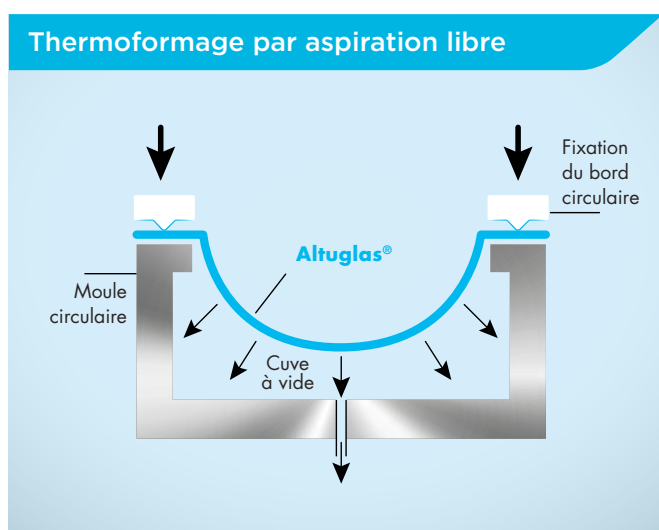 Thermoformage par aspiration libre
Fixation
du bord
circulaire
Altuglas®
Moule
circulaire
Cuve
à vide